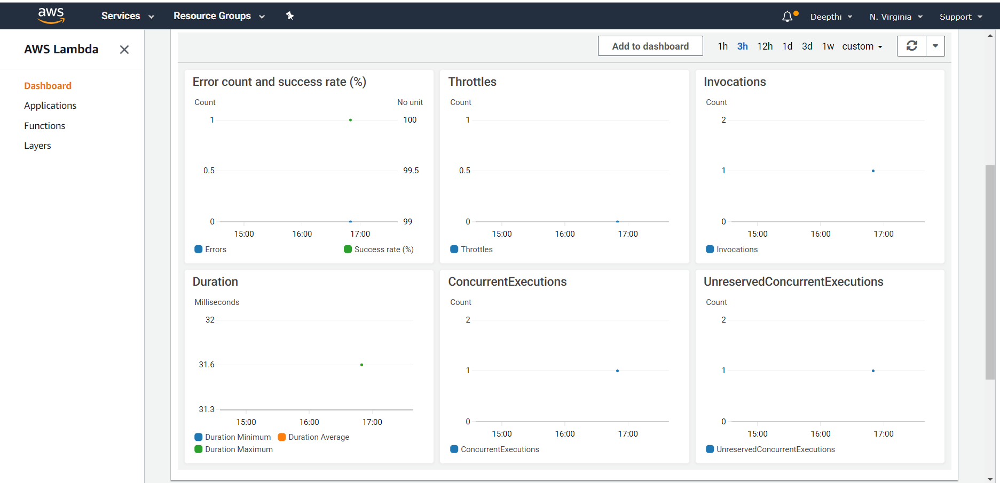 aws Services Resource Groups Deepthi N. Virginia Support
AWS Lambda
Dashboard
Applications
Functions
Layers
Add to dashboard 1h 3h 12h 1d 3d 1w custom
Error count and success rate (%)
Count No unit
1 100
0.5 99.5
0 99
15:00 16:00 17:00
Errors Success rate (%)
Throttles
Count
1
0.5
0
15:00 16:00 17:00
Throttles
Invocations
Count
2
1
0
15:00 16:00 17:00
Invocations
Duration
Milliseconds
32
31.6
31.3
15:00 16:00 17:00
Duration Minimum Duration Average
Duration Maximum
ConcurrentExecutions
Count
2
1
0
15:00 16:00 17:00
ConcurrentExecutions
UnreservedConcurrentExecutions
Count
2
1
0
15:00 16:00 17:00
UnreservedConcurrentExecutions